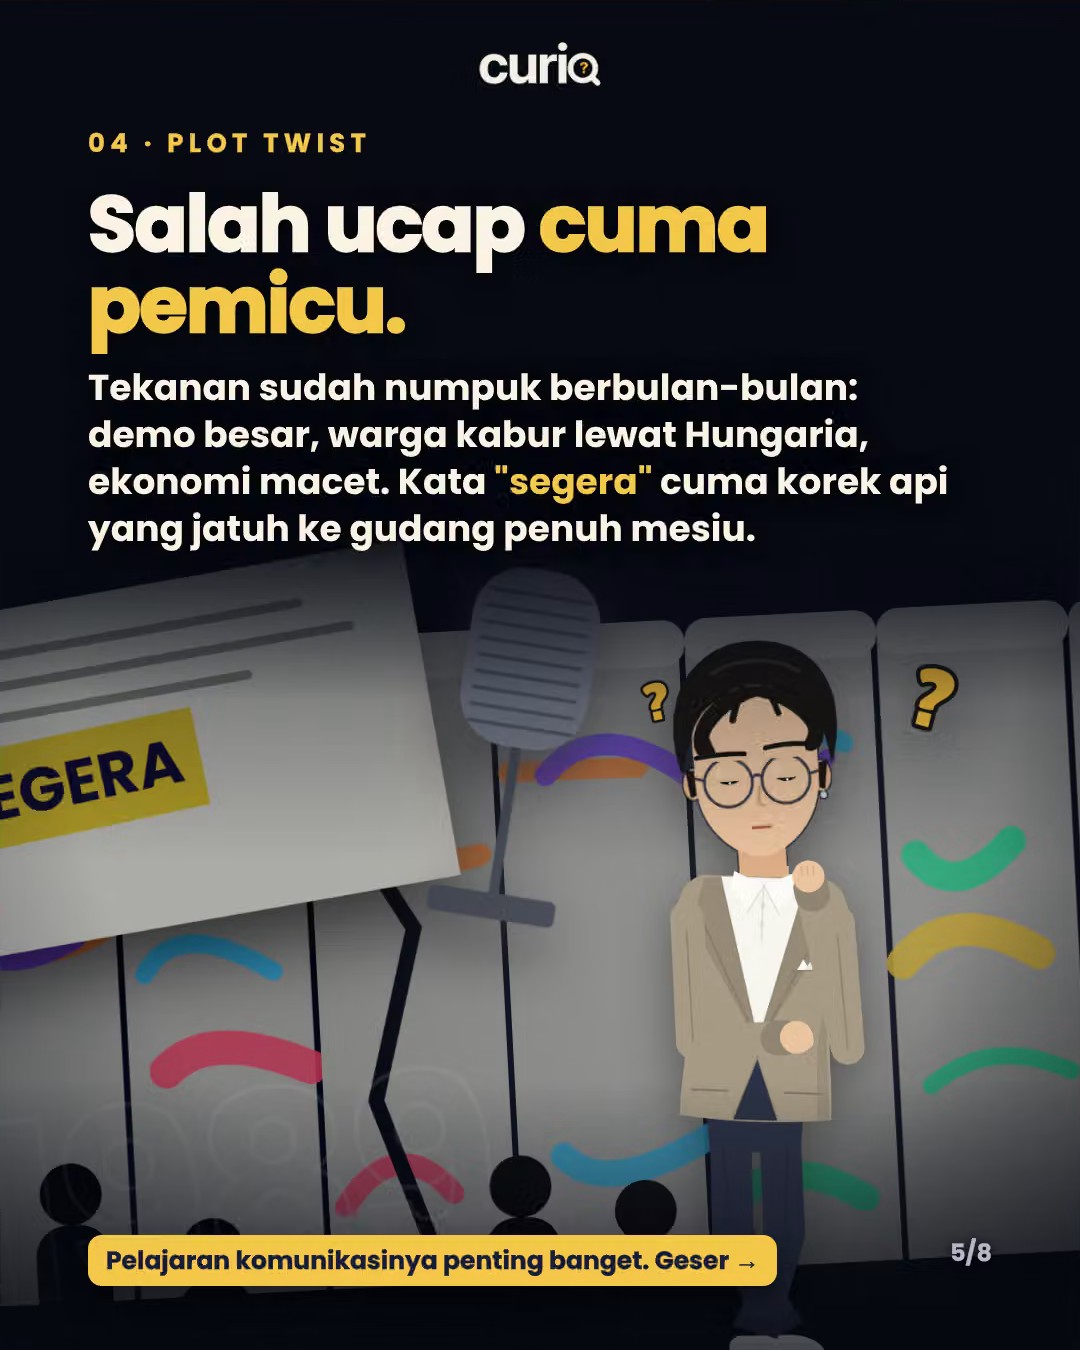 curio?
04 · PLOT TWIST
Salah ucap cuma
pemicu.
Tekanan sudah numpuk berbulan-bulan:
demo besar, warga kabur lewat Hungaria,
ekonomi macet. Kata "segera" cuma korek api
yang jatuh ke gudang penuh mesiu.
?
?
EGERA
Pelajaran komunikasinya penting banget. Geser →
5/8